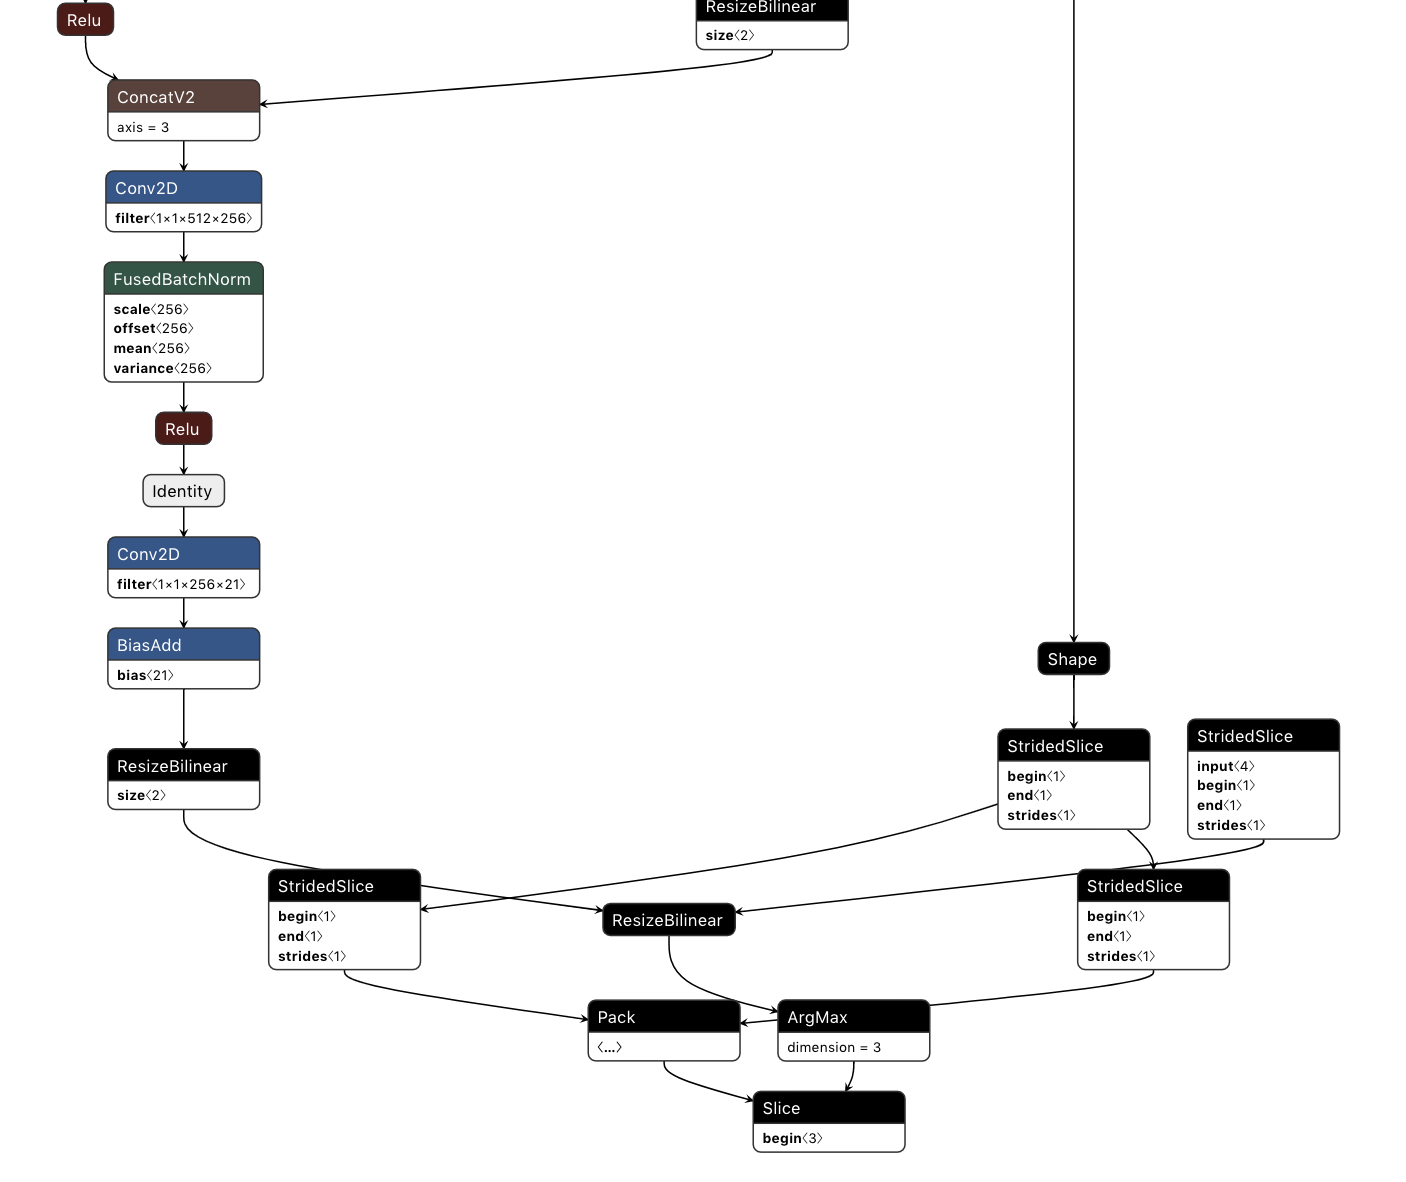 Relu
ResizeBilinear
size〈2〉
ConcatV2
axis = 3
Conv2D
filter〈1×1×512×256〉
FusedBatchNorm
scale〈256〉
offset〈256〉
mean〈256〉
variance〈256〉
Relu
Identity
Conv2D
filter〈1×1×256×21〉
BiasAdd
bias〈21〉
Shape
StridedSlice
begin〈1〉
end〈1〉
strides〈1〉
StridedSlice
input〈4〉
begin〈1〉
end〈1〉
strides〈1〉
ResizeBilinear
size〈2〉
StridedSlice
begin〈1〉
end〈1〉
strides〈1〉
ResizeBilinear
StridedSlice
begin〈1〉
end〈1〉
strides〈1〉
Pack
〈...〉
ArgMax
dimension = 3
Slice
begin〈3〉